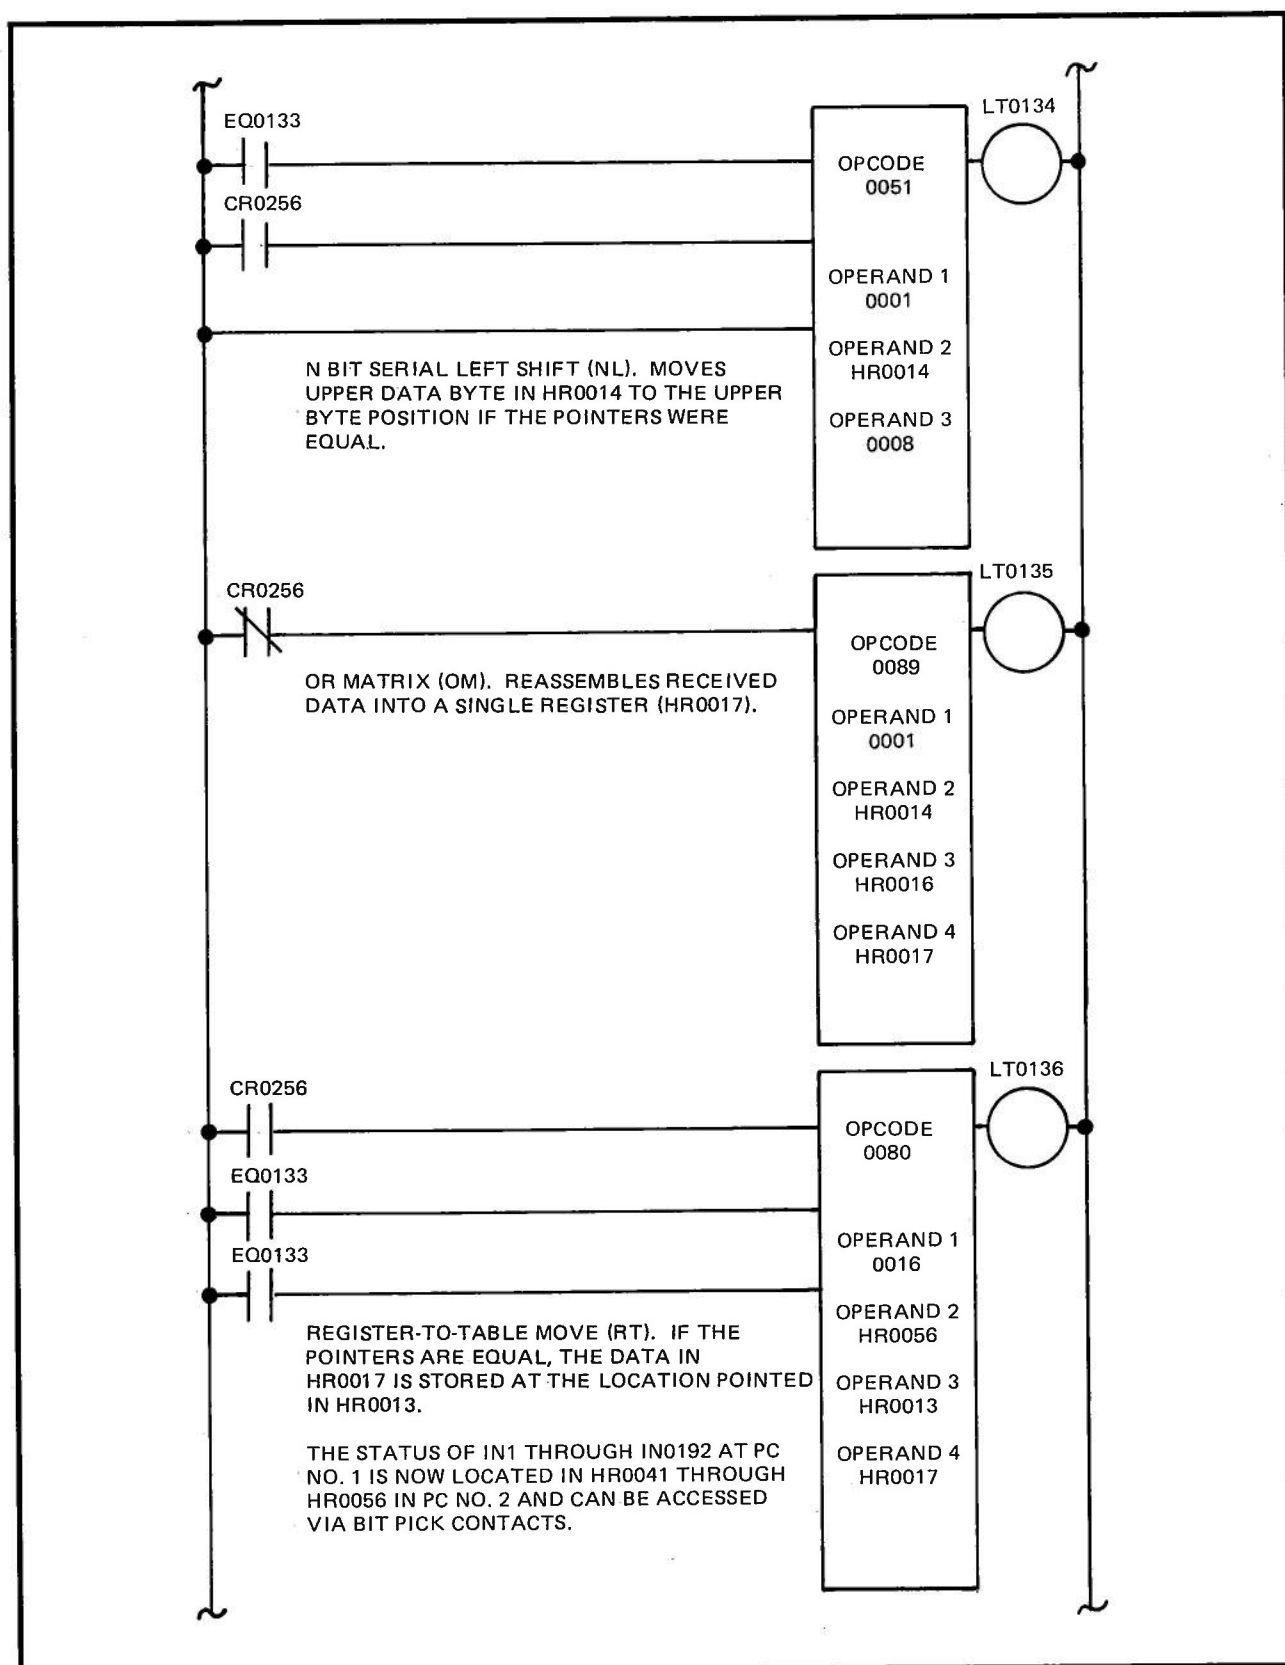 EQ0133
LT0134
OPCODE
0051
CR0256
OPERAND 1
0001
OPERAND 2
HR0014
OPERAND 3
0008
N BIT SERIAL LEFT SHIFT (NL). MOVES
UPPER DATA BYTE IN HR0014 TO THE UPPER
BYTE POSITION IF THE POINTERS WERE
EQUAL.
CR0256
LT0135
OPCODE
0089
OPERAND 1
0001
OPERAND 2
HR0014
OPERAND 3
HR0016
OPERAND 4
HR0017
OR MATRIX (OM). REASSEMBLES RECEIVED
DATA INTO A SINGLE REGISTER (HR0017).
CR0256
LT0136
OPCODE
0080
EQ0133
EQ0133
OPERAND 1
0016
OPERAND 2
HR0056
OPERAND 3
HR0013
OPERAND 4
HR0017
REGISTER-TO-TABLE MOVE (RT). IF THE
POINTERS ARE EQUAL, THE DATA IN
HR0017 IS STORED AT THE LOCATION POINTED
IN HR0013.
THE STATUS OF IN1 THROUGH IN0192 AT PC
NO. 1 IS NOW LOCATED IN HR0041 THROUGH
HR0056 IN PC NO. 2 AND CAN BE ACCESSED
VIA BIT PICK CONTACTS.